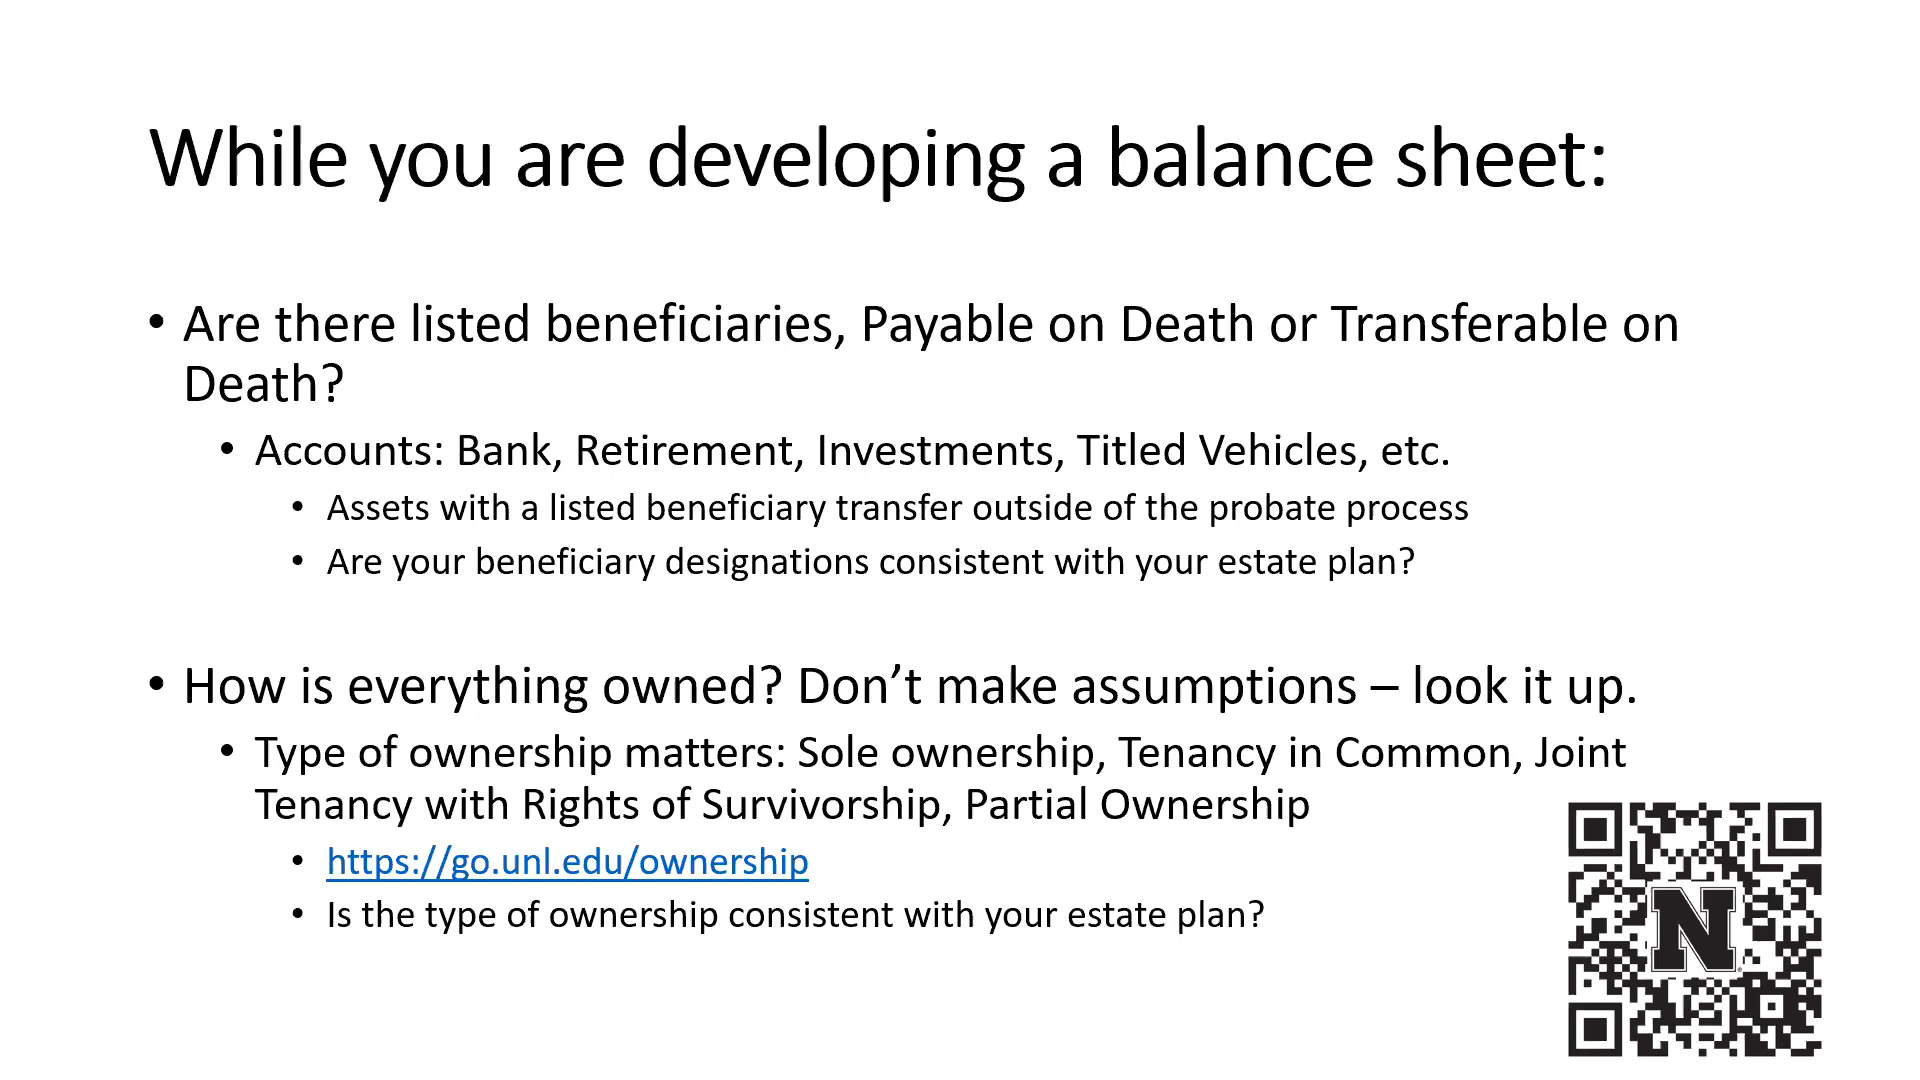 While you are developing a balance sheet:
• Are there listed beneficiaries, Payable on Death or Transferable on
Death?
• Accounts: Bank, Retirement, Investments, Titled Vehicles, etc.
• Assets with a listed beneficiary transfer outside of the probate process
• Are your beneficiary designations consistent with your estate plan?
• How is everything owned? Don’t make assumptions – look it up.
• Type of ownership matters: Sole ownership, Tenancy in Common, Joint
Tenancy with Rights of Survivorship, Partial Ownership
• https://go.unl.edu/ownership
• Is the type of ownership consistent with your estate plan?
N